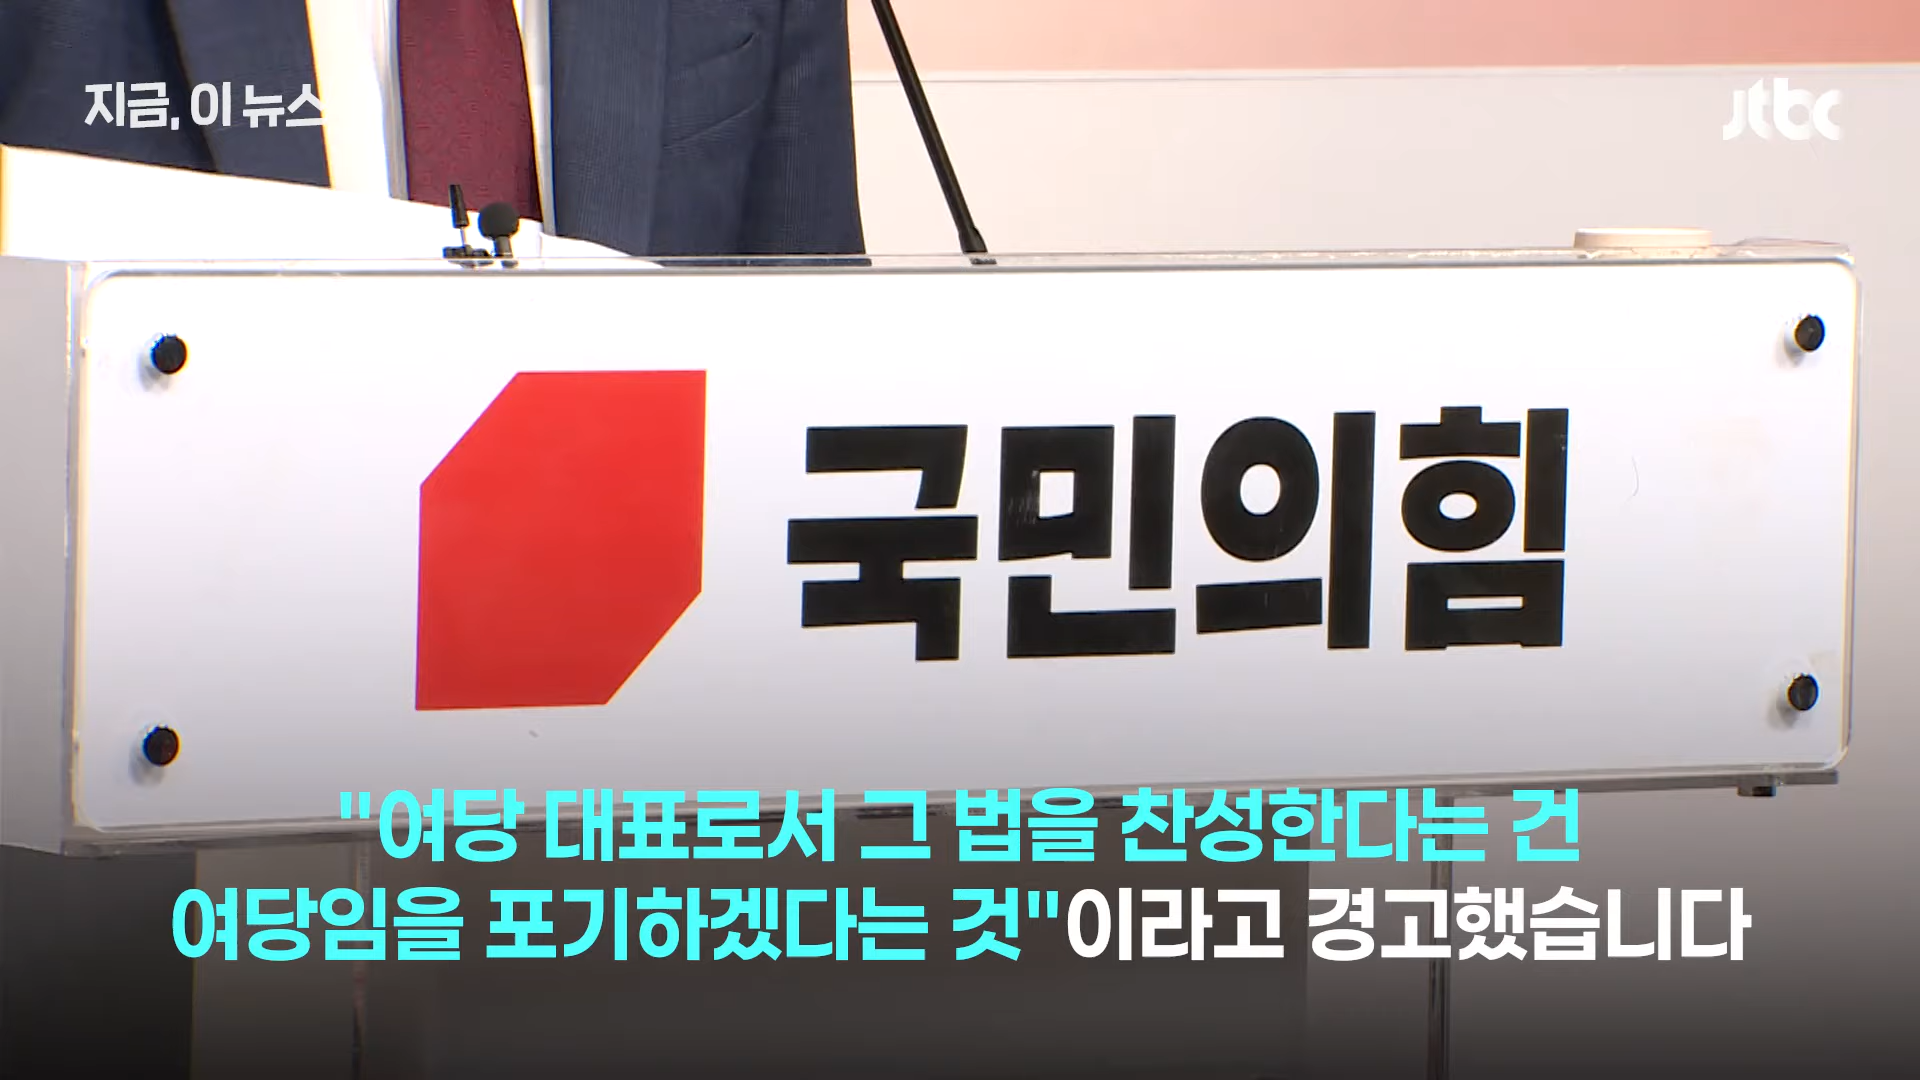 지금, 이 뉴스
jtbc
국민의힘
"여당 대표로서 그 법을 찬성한다는 건
여당임을 포기하겠다는 것"이라고 경고했습니다